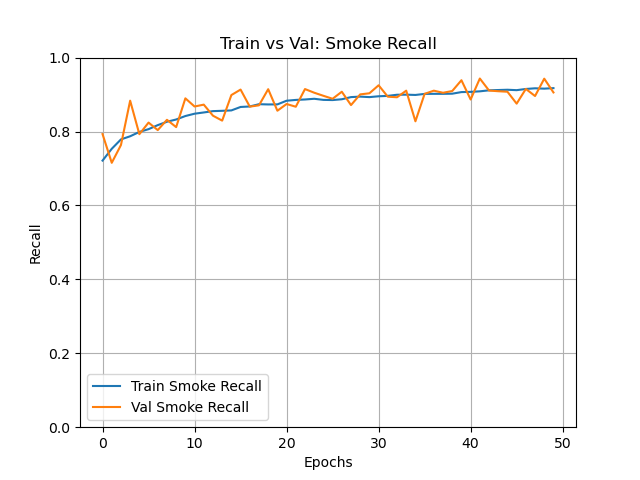 Train vs Val: Smoke Recall
1.0
0.8
0.6
0.4
0.2
0.0
Recall
Train Smoke Recall
Val Smoke Recall
0 10 20 30 40 50
Epochs